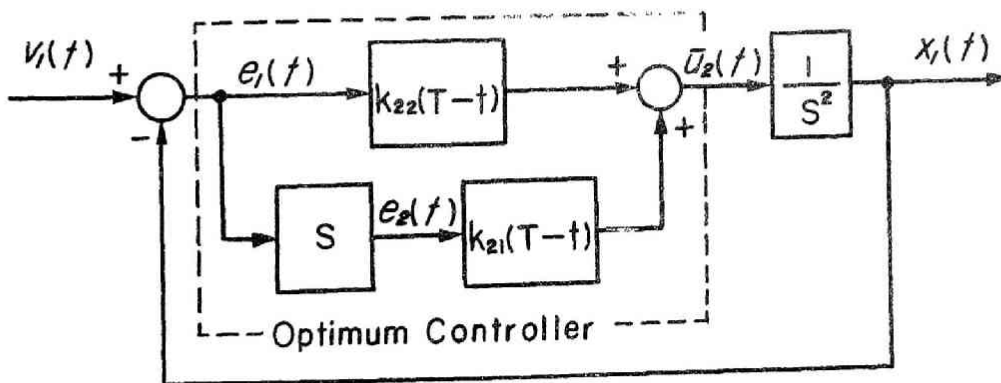 v₁(t)
+
-
e₁(t)
k₂₂(T-t)
+
+
ū₂(t)
1
S²
x₁(t)
S
e₂(t)
k₂₁(T-t)
Optimum Controller